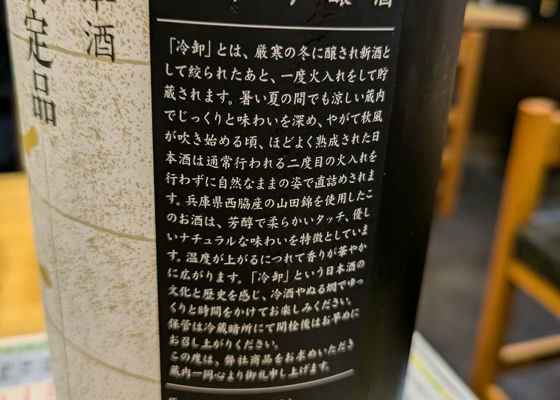 定品
酒
「冷卸」とは、厳寒の冬に醸され新酒と
して絞られたあと、一度火入れをして貯
蔵されます。暑い夏の間でも涼しい蔵内
でじっくりと味わいを深め、やがて秋風
が吹き始める頃、ほどよく熟成された日
本酒は通常行われる二度目の火入れを
行わずに自然なままの姿で直詰めされま
す。兵庫県西脇産の山田錦を使用したこ
のお酒は、芳醇で柔らかいタッチ、優し
いナチュラルな味わいを特徴としていま
す。温度が上がるにつれて香りが華やか
に広がります。「冷卸」という日本酒の
文化と歴史を感じ、冷酒やぬる燗でゆっ
くりと時間をかけてお楽しみください。
保管は冷蔵暗所にて開栓後はお早めに
お召し上がりください。
この度は、弊社商品をお求めいただき
蔵内一同心より御礼申し上げます。